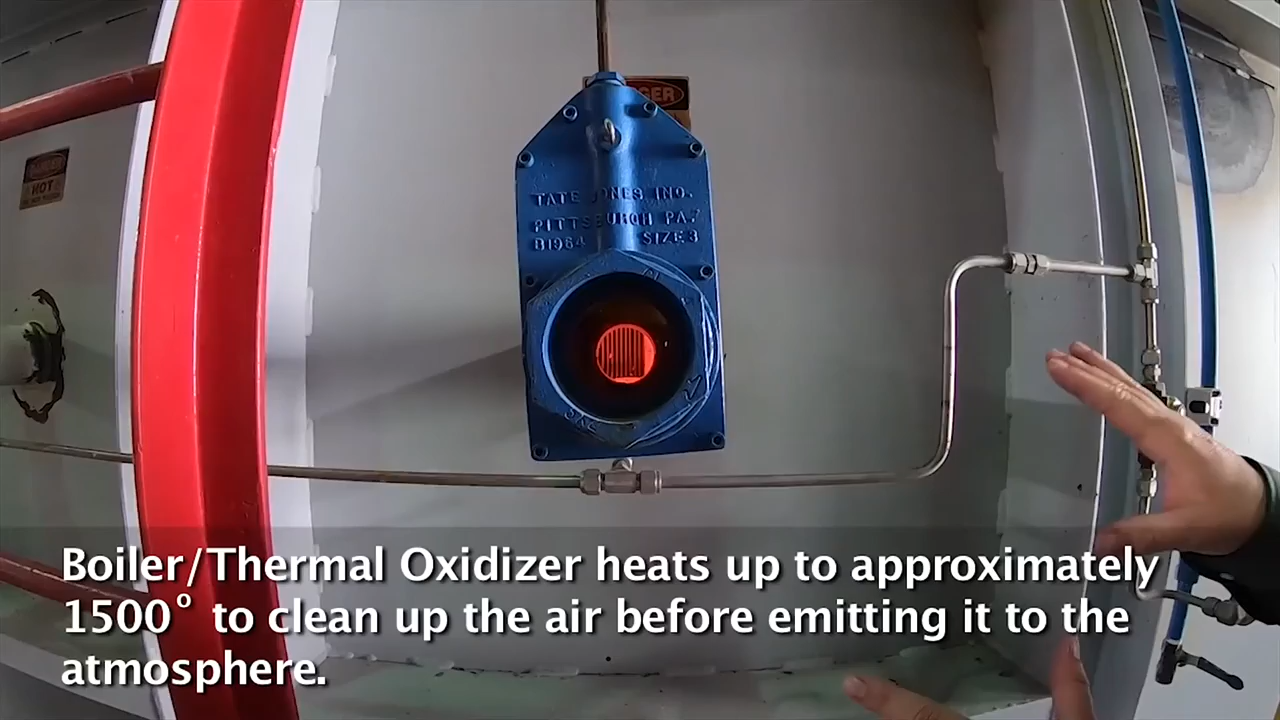 DANGER
HOT
TATE JONES INC.
PITTSBURGH PA.
B1964 SIZE 3
Boiler/Thermal Oxidizer heats up to approximately
1500° to clean up the air before emitting it to the
atmosphere.